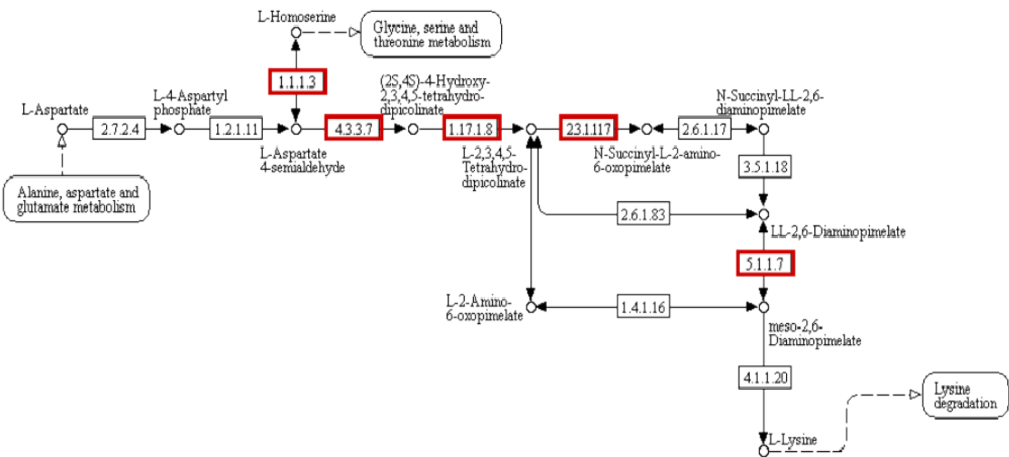 L-Homoserine
Glycine, serine and
threonine metabolism
1.1.1.3
(2S,4S)-4-Hydroxy-
2,3,4,5-tetrahydro-
dipicolinate
L-Aspartate
L-4-Aspartyl
phosphate
N-Succinyl-LL-2,6-
diaminopimelate
2.7.2.4
1.2.1.11
4.3.3.7
1.17.1.8
2.3.1.117
2.6.1.17
L-Aspartate
4-semialdehyde
L-2,3,4,5-
Tetrahydro-
dipicolinate
N-Succinyl-L-2-amino-
6-oxopimelate
3.5.1.18
Alanine, aspartate and
glutamate metabolism
2.6.1.83
LL-2,6-Diaminopimelate
5.1.1.7
L-2-Amino-
6-oxopimelate
1.4.1.16
meso-2,6-
Diaminopimelate
4.1.1.20
Lysine
degradation
L-Lysine